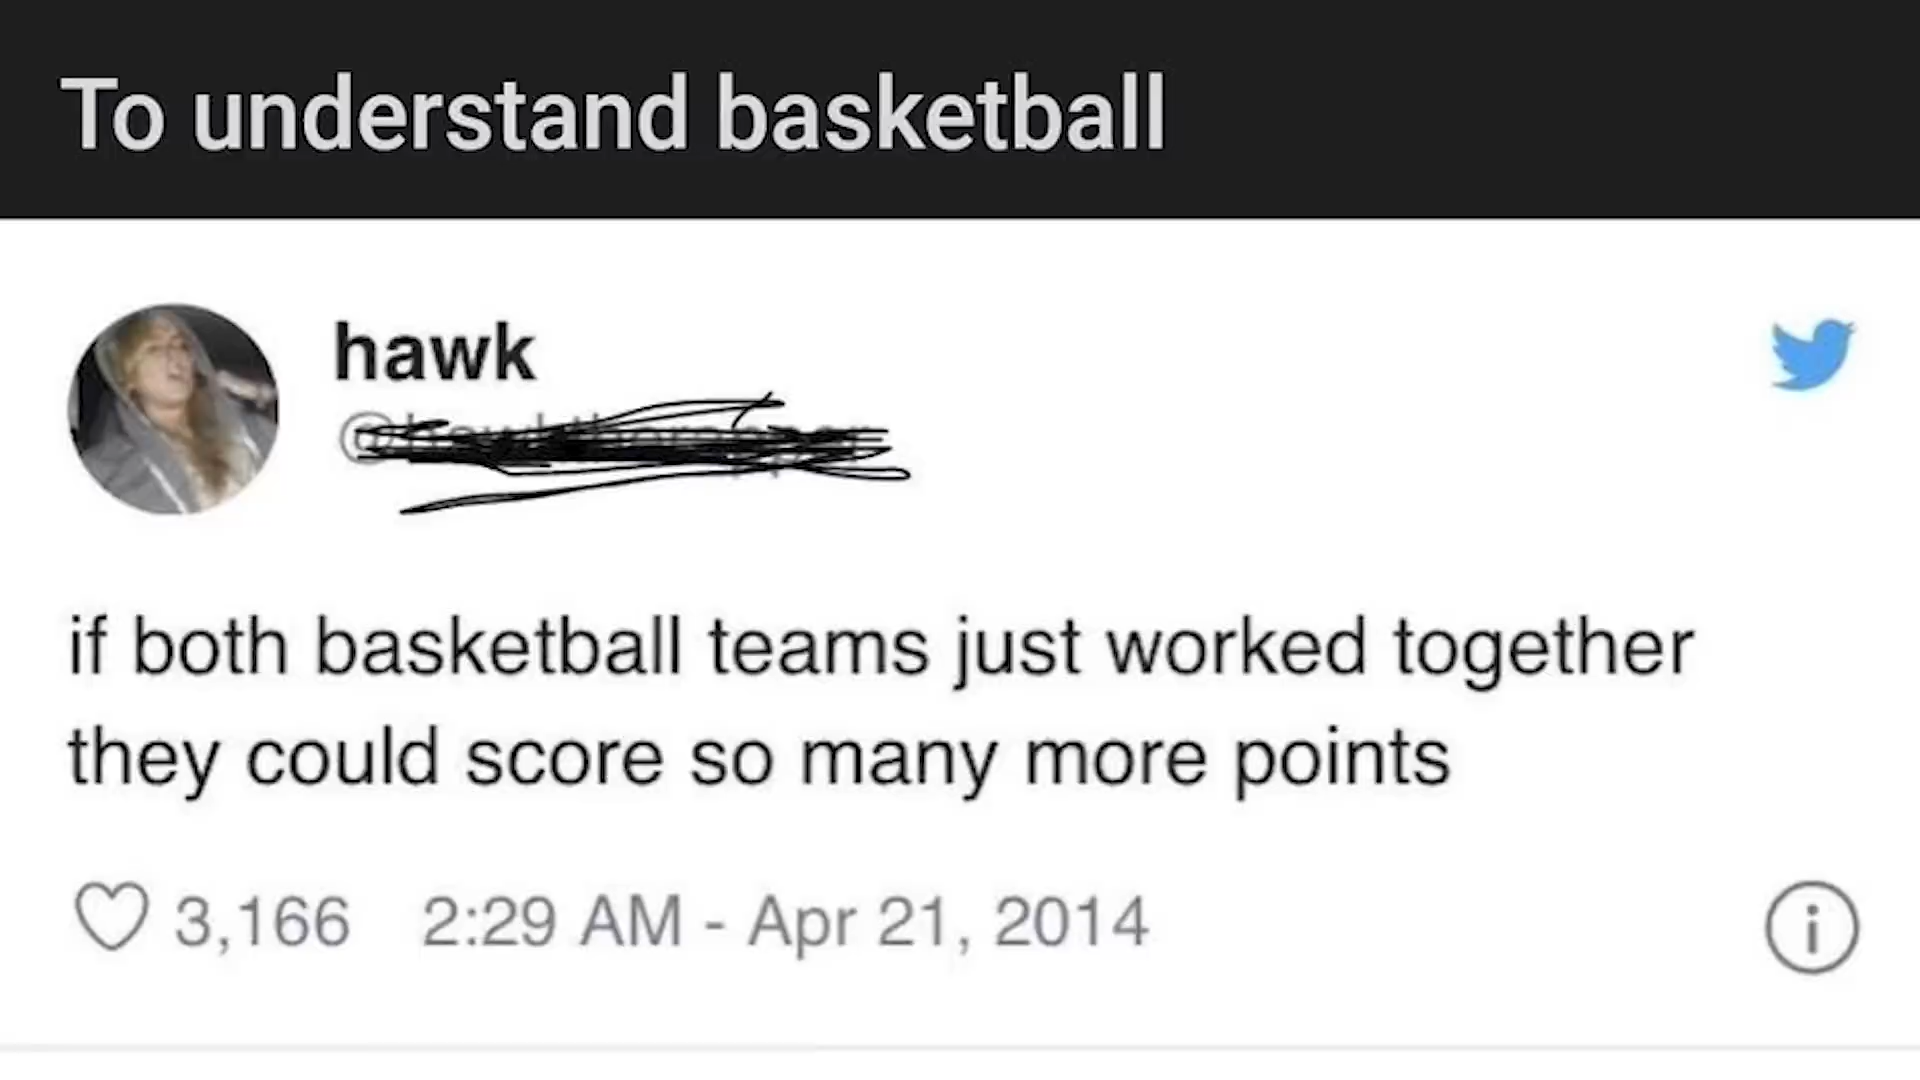 To understand basketball
hawk
if both basketball teams just worked together
they could score so many more points
3,166 2:29 AM - Apr 21, 2014